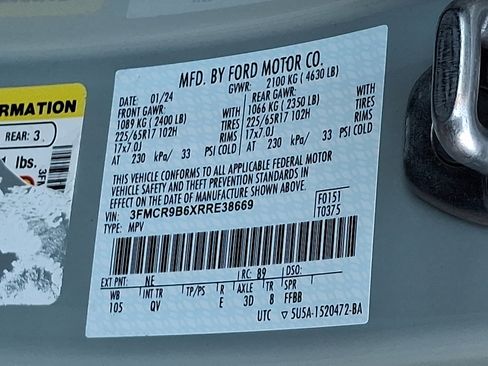 MFD. BY FORD MOTOR CO.
GVWR: 2100 KG ( 4630 LB)
DATE: 01/24
FRONT GAWR: REAR GAWR:
1089 KG (2400 LB) WITH 1066 KG ( 2350 LB) WITH
225/65R17 102H TIRES 225/65R17 102H TIRES
17x7.0J RIMS 17x7.0J RIMS
AT 230 kPa/ 33 PSI COLD AT 230 kPa/ 33 PSI COLD
THIS VEHICLE CONFORMS TO ALL APPLICABLE FEDERAL MOTOR
VEHICLE SAFETY AND THEFT PREVENTION STANDARDS IN
EFFECT ON THE DATE OF MANUFACTURE SHOWN ABOVE.
VIN: 3FMCR9B6XRRE38669 F0151
TYPE: MPV T0375
EXT PNT: NE RC: 89 DSO:
WB INT TR TP/PS R AXLE TR SPR
105 QV E 3D 8 FFBB
UTC ▽ 5U5A-1520472-BA
ORMATION
REAR: 3
lbs.